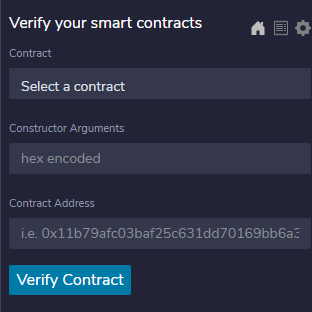 Verify your smart contracts
Contract
Select a contract
Constructor Arguments
hex encoded
Contract Address
i.e. 0x11b79afc03baf25c631dd70169bb6a3
Verify Contract